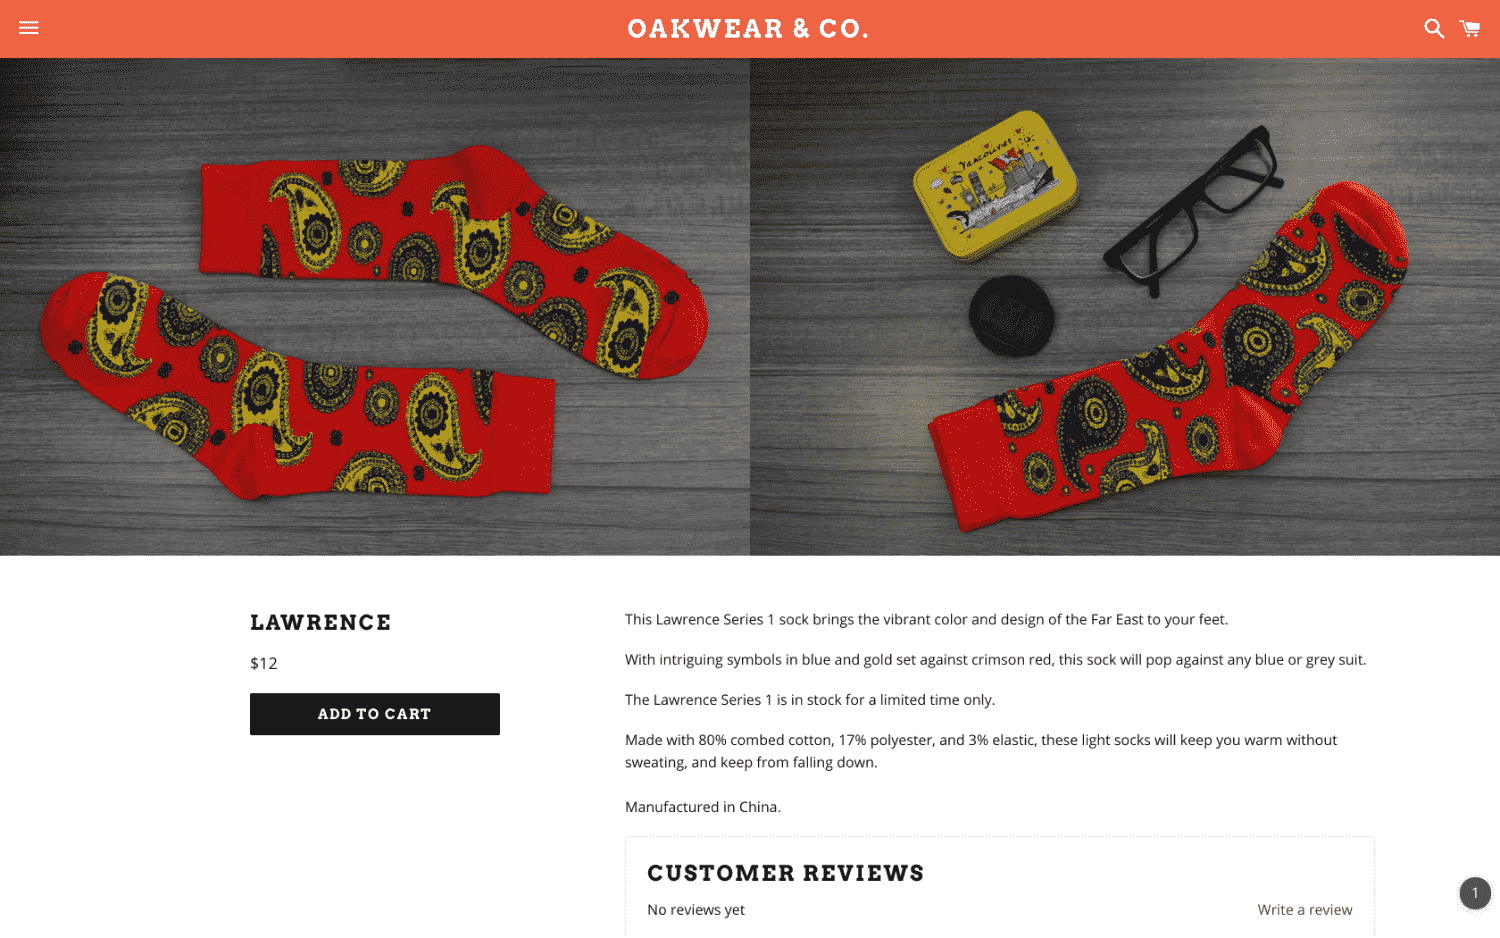 OAKWEAR & CO.
Vancouver
LAWRENCE
$12
ADD TO CART
This Lawrence Series 1 sock brings the vibrant color and design of the Far East to your feet.
With intriguing symbols in blue and gold set against crimson red, this sock will pop against any blue or grey suit.
The Lawrence Series 1 is in stock for a limited time only.
Made with 80% combed cotton, 17% polyester, and 3% elastic, these light socks will keep you warm without
sweating, and keep from falling down.
Manufactured in China.
CUSTOMER REVIEWS
No reviews yet
Write a review
1